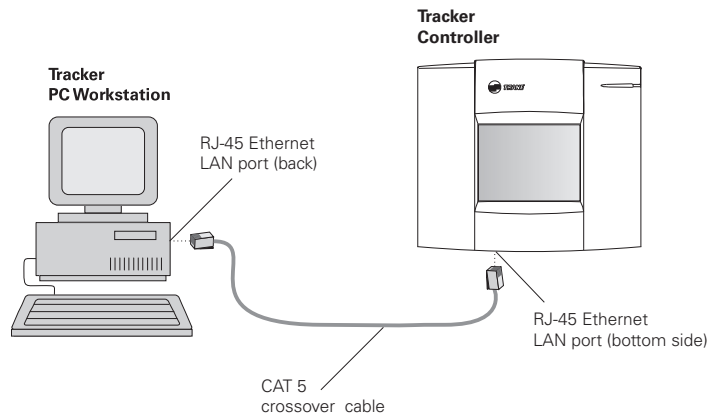 Tracker
Controller
TRANE
Tracker
PC Workstation
RJ-45 Ethernet
LAN port (back)
RJ-45 Ethernet
LAN port (bottom side)
CAT 5
crossover cable